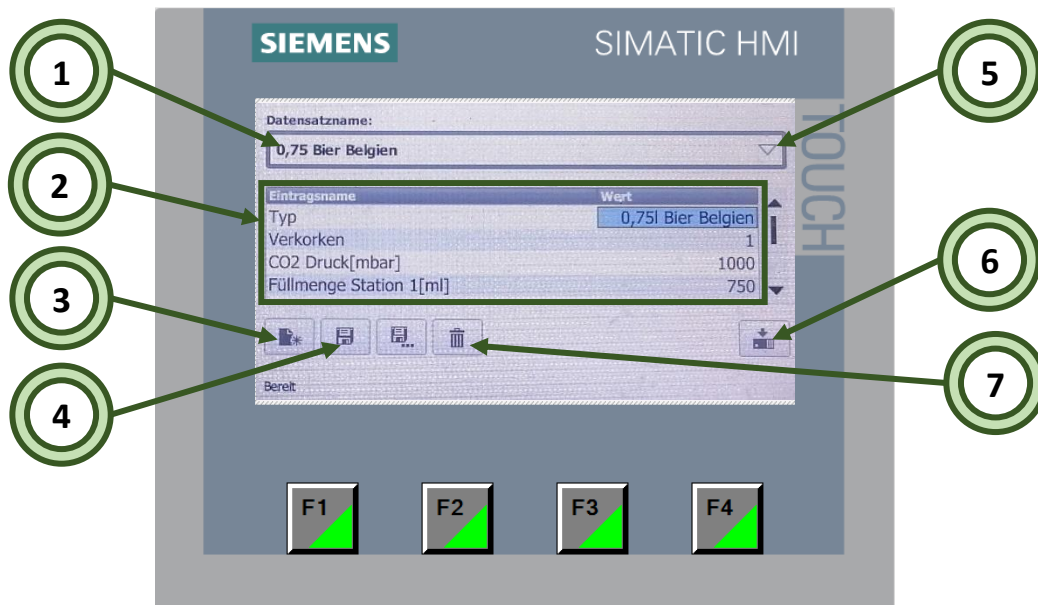 SIEMENS SIMATIC HMI
TOUCH
1
5
Datensatzname:
0,75 Bier Belgien
2
Eintragsname Wert
Typ 0,75l Bier Belgien
Verkorken 1
CO2 Druck[mbar] 1000
Füllmenge Station 1[ml] 750
6
3
Bereit
7
4
F1 F2 F3 F4